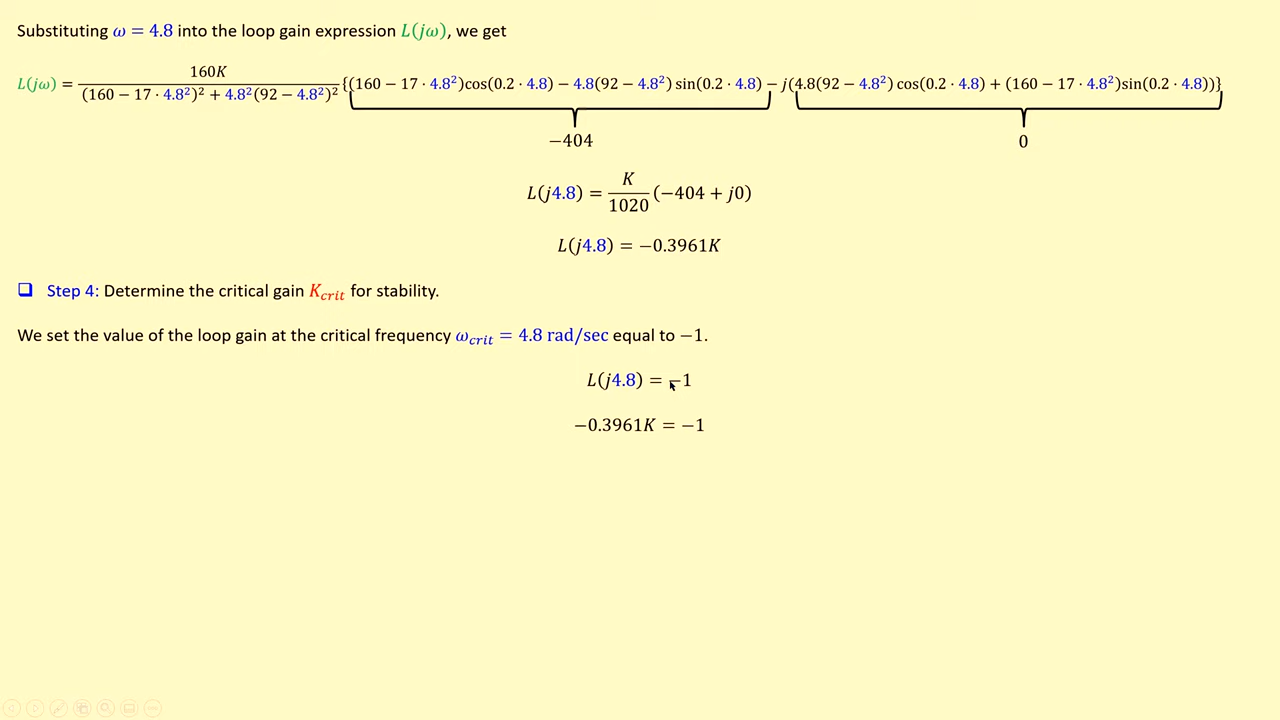 Substituting ω = 4.8 into the loop gain expression L(jω), we get
L(jω) = 160K / ((160 − 17 · 4.8²)² + 4.8²(92 − 4.8²)²) {(160 − 17 · 4.8²)cos(0.2 · 4.8) − 4.8(92 − 4.8²) sin(0.2 · 4.8) − j(4.8(92 − 4.8²) cos(0.2 · 4.8) + (160 − 17 · 4.8²)sin(0.2 · 4.8))}
−404 0
L(j4.8) = K/1020 (−404 + j0)
L(j4.8) = −0.3961K
Step 4: Determine the critical gain K_crit for stability.
We set the value of the loop gain at the critical frequency ω_crit = 4.8 rad/sec equal to −1.
L(j4.8) = −1
−0.3961K = −1